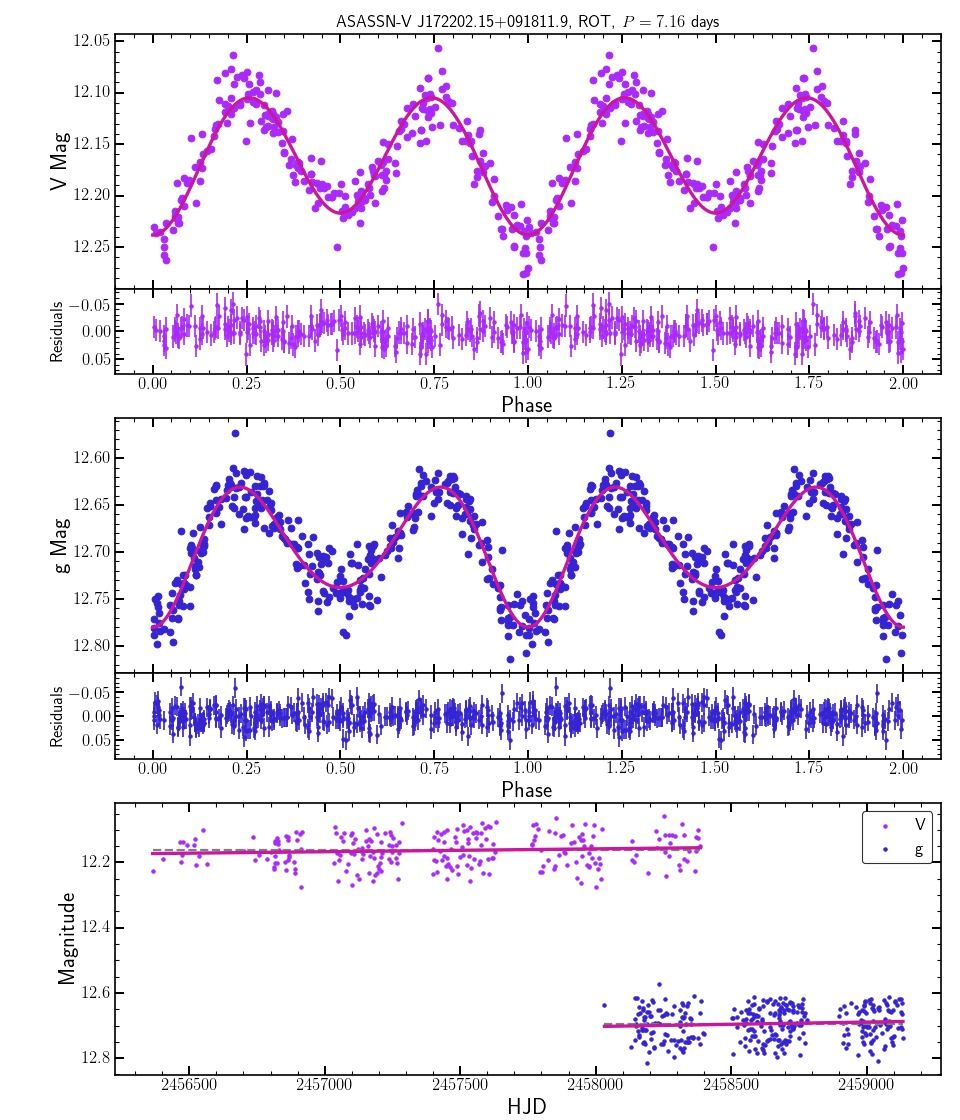 ASASSN-V J172202.15+091811.9, ROT, P = 7.16 days
12.05
12.10
12.15
12.20
12.25
V Mag
−0.05
0.00
0.05
Residuals
0.00 0.25 0.50 0.75 1.00 1.25 1.50 1.75 2.00
Phase
12.60
12.65
12.70
12.75
12.80
g Mag
−0.05
0.00
0.05
Residuals
0.00 0.25 0.50 0.75 1.00 1.25 1.50 1.75 2.00
Phase
V
g
12.2
12.4
12.6
12.8
Magnitude
2456500 2457000 2457500 2458000 2458500 2459000
HJD